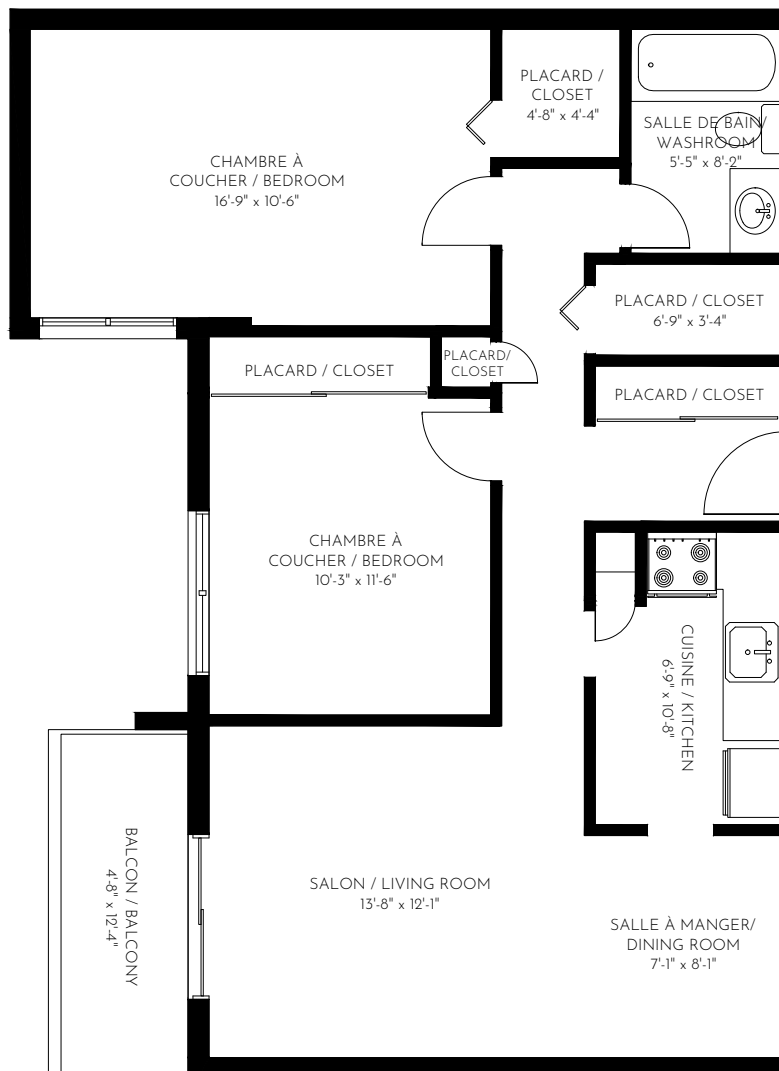 PLACARD /
CLOSET
4'-8" x 4'-4"
SALLE DE BAIN/
WASHROOM
5'-5" x 8'-2"
CHAMBRE À
COUCHER / BEDROOM
16'-9" x 10'-6"
PLACARD / CLOSET
6'-9" x 3'-4"
PLACARD / CLOSET
PLACARD/
CLOSET
PLACARD / CLOSET
CHAMBRE À
COUCHER / BEDROOM
10'-3" x 11'-6"
CUISINE / KITCHEN
6'-9" x 10'-8"
BALCON / BALCONY
4'-8" x 12'-4"
SALON / LIVING ROOM
13'-8" x 12'-1"
SALLE À MANGER/
DINING ROOM
7'-1" x 8'-1"